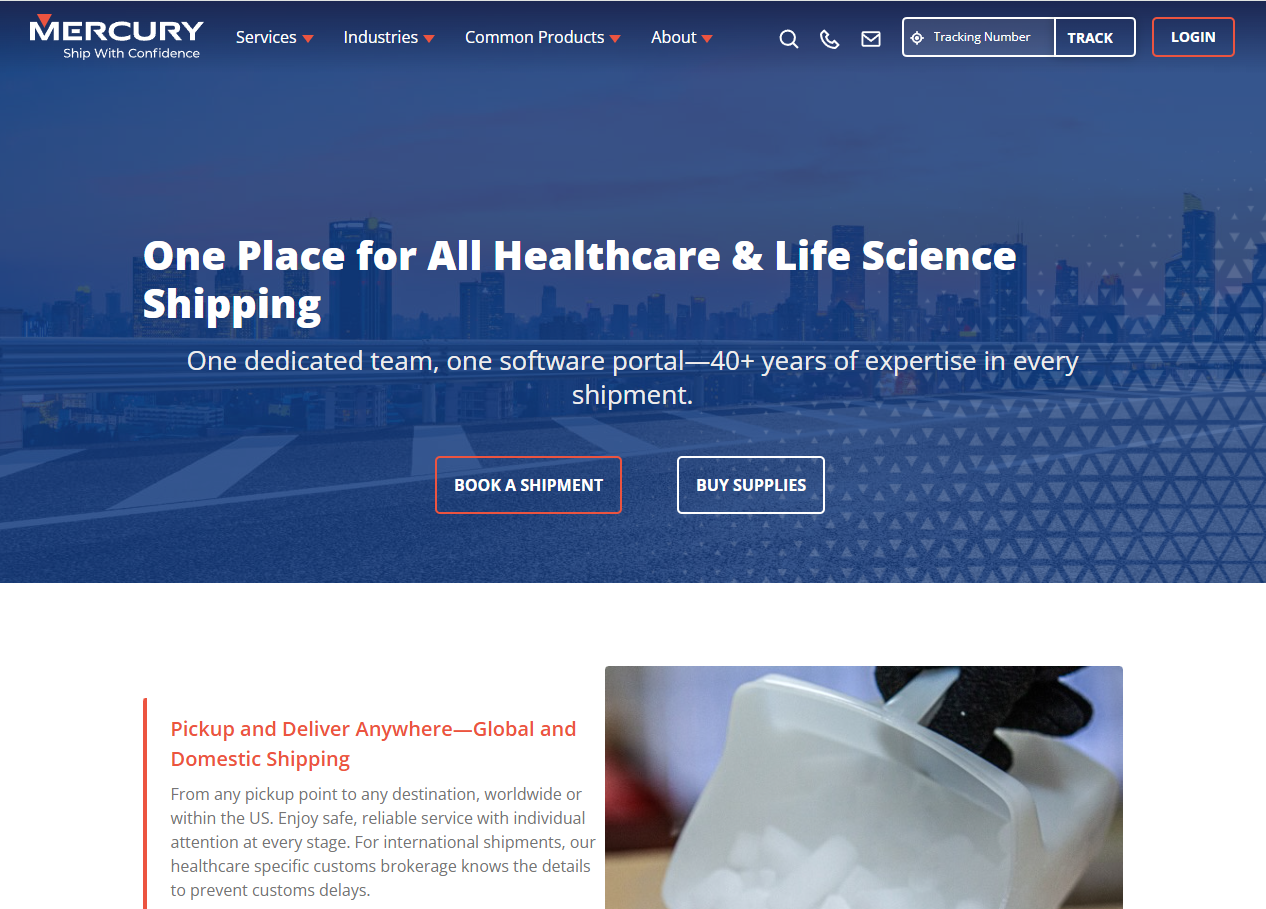 MERCURY
Ship With Confidence
Services
Industries
Common Products
About
Tracking Number
TRACK
LOGIN
One Place for All Healthcare & Life Science
Shipping
One dedicated team, one software portal—40+ years of expertise in every
shipment.
BOOK A SHIPMENT
BUY SUPPLIES
Pickup and Deliver Anywhere—Global and
Domestic Shipping
From any pickup point to any destination, worldwide or
within the US. Enjoy safe, reliable service with individual
attention at every stage. For international shipments, our
healthcare specific customs brokerage knows the details
to prevent customs delays.